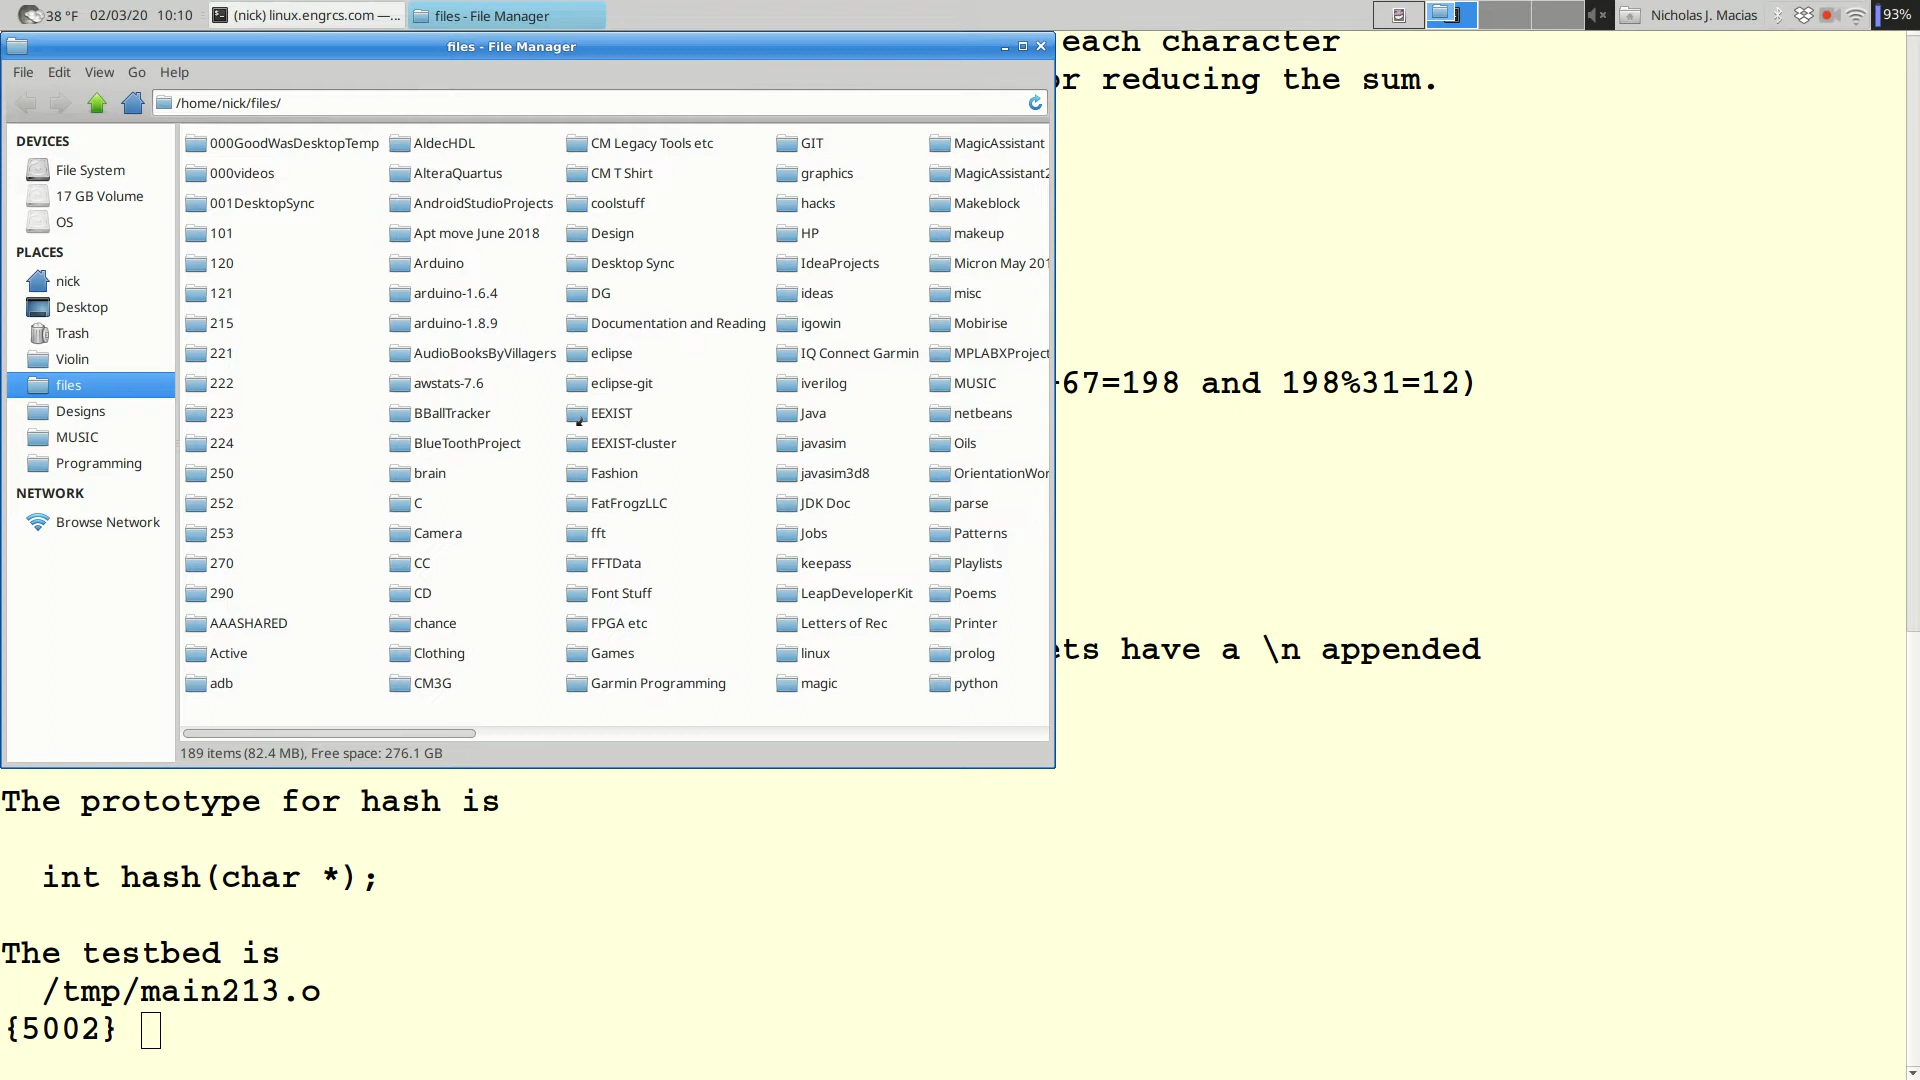 38 °F 02/03/20 10:10 (nick) linux.engrcs.com —... files - File Manager Nicholas J. Macias 93%
files - File Manager
File Edit View Go Help
/home/nick/files/
DEVICES
File System
17 GB Volume
OS
PLACES
nick
Desktop
Trash
Violin
files
Designs
MUSIC
Programming
NETWORK
Browse Network
000GoodWasDesktopTemp
000videos
001DesktopSync
101
120
121
215
221
222
223
224
250
252
253
270
290
AAASHARED
Active
adb
AldecHDL
AlteraQuartus
AndroidStudioProjects
Apt move June 2018
Arduino
arduino-1.6.4
arduino-1.8.9
AudioBooksByVillagers
awstats-7.6
BBallTracker
BlueToothProject
brain
C
Camera
CC
CD
chance
Clothing
CM3G
CM Legacy Tools etc
CM T Shirt
coolstuff
Design
Desktop Sync
DG
Documentation and Reading
eclipse
eclipse-git
EEXIST
EEXIST-cluster
Fashion
FatFrogzLLC
fft
FFTData
Font Stuff
FPGA etc
Games
Garmin Programming
GIT
graphics
hacks
HP
IdeaProjects
ideas
igowin
IQ Connect Garmin
iverilog
Java
javasim
javasim3d8
JDK Doc
Jobs
keepass
LeapDeveloperKit
Letters of Rec
linux
magic
MagicAssistant
MagicAssistant2
Makeblock
makeup
Micron May 201
misc
Mobirise
MPLABXProject
MUSIC
netbeans
Oils
OrientationWor
parse
Patterns
Playlists
Poems
Printer
prolog
python
189 items (82.4 MB), Free space: 276.1 GB
each character
or reducing the sum.
+67=198 and 198%31=12)
ets have a \n appended
The prototype for hash is
int hash(char *);
The testbed is
/tmp/main213.o
{5002}